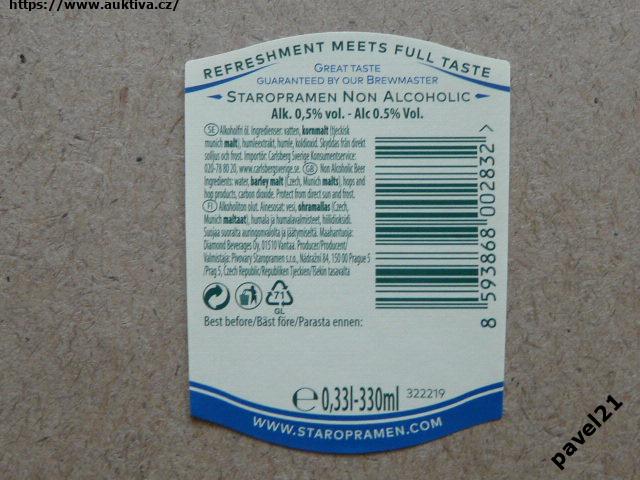 https://www.auktiva.cz/
REFRESHMENT MEETS FULL TASTE
GREAT TASTE
GUARANTEED BY OUR BREWMASTER
STAROPRAMEN NON ALCOHOLIC
Alk. 0,5% vol. - Alc 0.5% Vol.
SE Alkoholfri öl. Ingredienser: vatten, kornmalt (tjeckisk
munich malt), humleextrakt, humle, koldioxid. Skyddas från direkt
solljus och frost. Importör: Carlsberg Sverige Konsumentservice:
020-78 80 20, www.carlsbergsverige.se. GB Non Alcoholic Beer
Ingredients: water, barley malt (Czech, Munich malts), hops and
hop products, carbon dioxide. Protect from direct sun and frost.
FI Alkoholiton olut. Ainesosat: vesi, ohramallas (Czech,
Munich maltaat), humala ja humalavalmisteet, hiilidioksidi.
Suojaa suoralta auringonvalolta ja jäätymiseltä. Maahantuoja:
Diamond Beverages Oy, 01510 Vantaa. Producer/Producent/
Valmistaja: Pivovary Staropramen s.r.o., Nádražní 84, 150 00 Prague 5
/Prag 5, Czech Republic/Republiken Tjeckien/Tsekin tasavalta
71
GL
Best before/Bäst före/Parasta ennen:
8 593868 002832 >
e 0,33l-330ml 322219
WWW.STAROPRAMEN.COM
pavel21